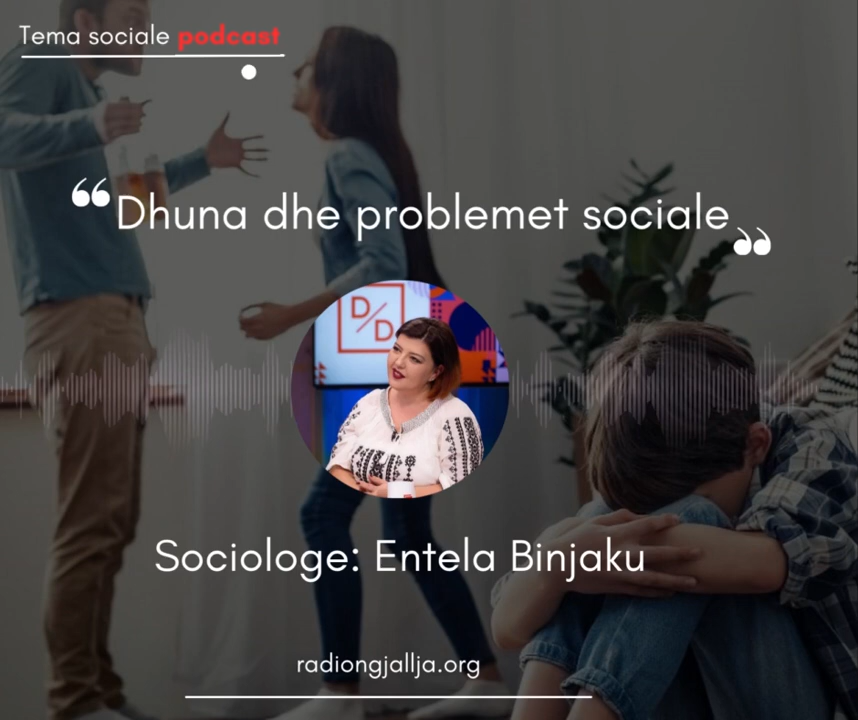 Tema sociale podcast
“Dhuna dhe problemet sociale”
D/D
Sociologe: Entela Binjaku
radiongjallja.org